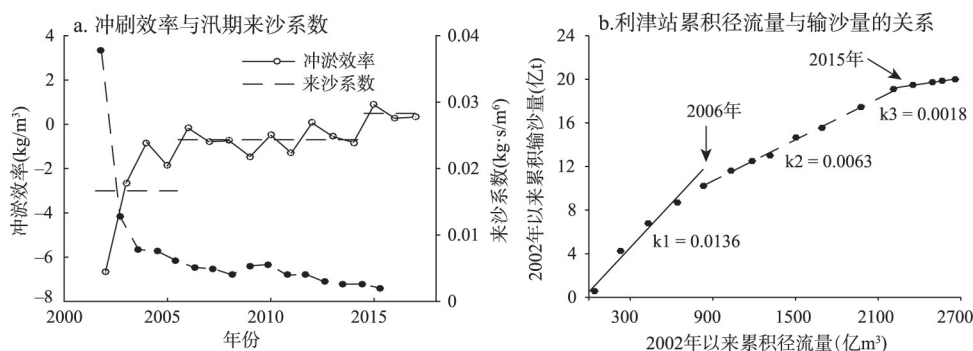 a. 冲刷效率与汛期来沙系数
冲淤效率
来沙系数
冲淤效率(kg/m³)
4
2
0
−2
−4
−6
−8
2000
2005
2010
2015
年份
0.04
0.03
0.02
0.01
0
来沙系数(kg·s/m⁶)
b. 利津站累积径流量与输沙量的关系
2015年
2006年
k3 = 0.0018
k2 = 0.0063
k1 = 0.0136
2002年以来累积输沙量(亿t)
24
20
16
12
8
4
0
300
900
1500
2100
2700
2002年以来累积径流量(亿m³)